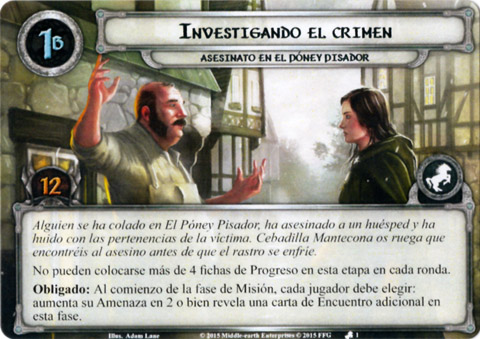 1B
Investigando el crimen
Asesinato en El Póney Pisador
12
Alguien se ha colado en El Póney Pisador, ha asesinado a un huésped y ha
huido con las pertenencias de la víctima. Cebadilla Mantecona os ruega que
encontréis al asesino antes de que el rastro se enfríe.
No pueden colocarse más de 4 fichas de Progreso en esta etapa en cada ronda.
Obligado: Al comienzo de la fase de Misión, cada jugador debe elegir:
aumenta su Amenaza en 2 o bien revela una carta de Encuentro adicional en
esta fase.
Illus. Adam Lane
© 2015 Middle-earth Enterprises © 2015 FFG
1